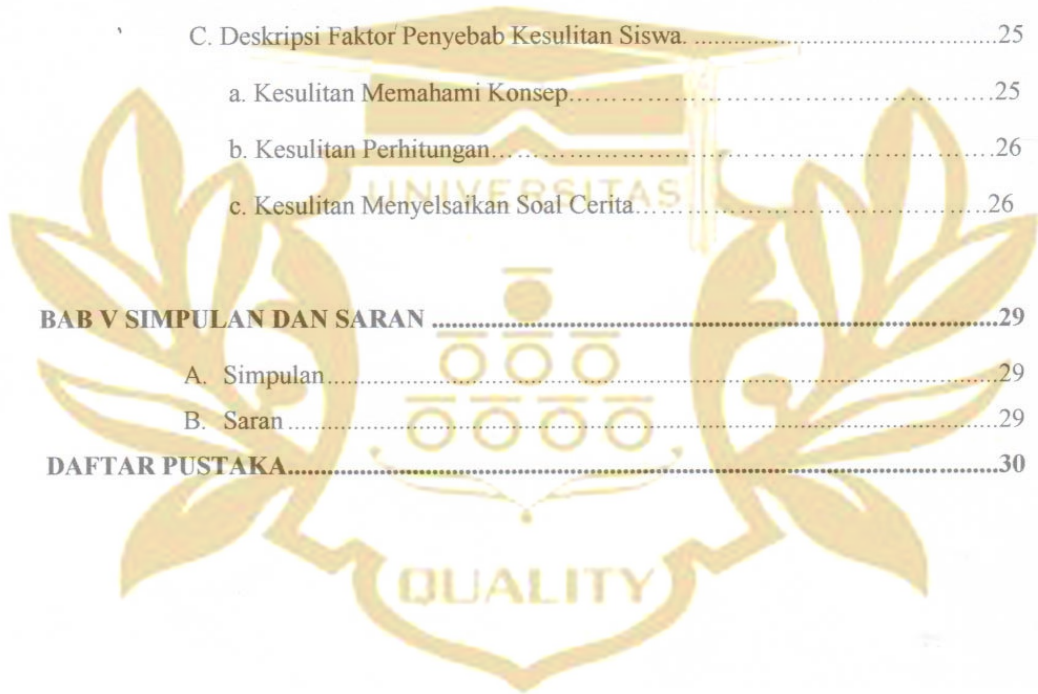 C. Deskripsi Faktor Penyebab Kesulitan Siswa. ................................................25
a. Kesulitan Memahami Konsep................................................25
b. Kesulitan Perhitungan................................................26
UNIVERSITAS
c. Kesulitan Menyelsaikan Soal Cerita................................................26
BAB V SIMPULAN DAN SARAN ................................................29
A. Simpulan................................................29
B. Saran ................................................29
DAFTAR PUSTAKA................................................30
QUALITY